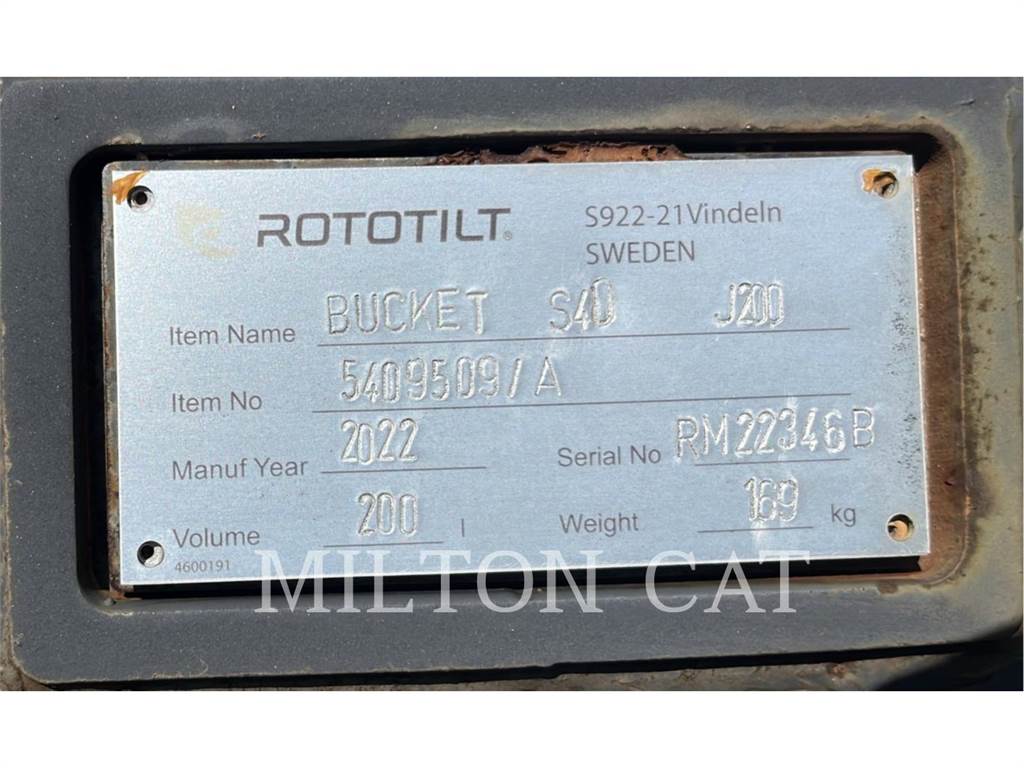 ROTOTILT®
S922-21Vindeln
SWEDEN
Item Name BUCKET S40 J200
Item No 5409509/A
Manuf Year 2022 Serial No RM22346B
Volume 200 l Weight 169 kg
4600191
MILTON CAT